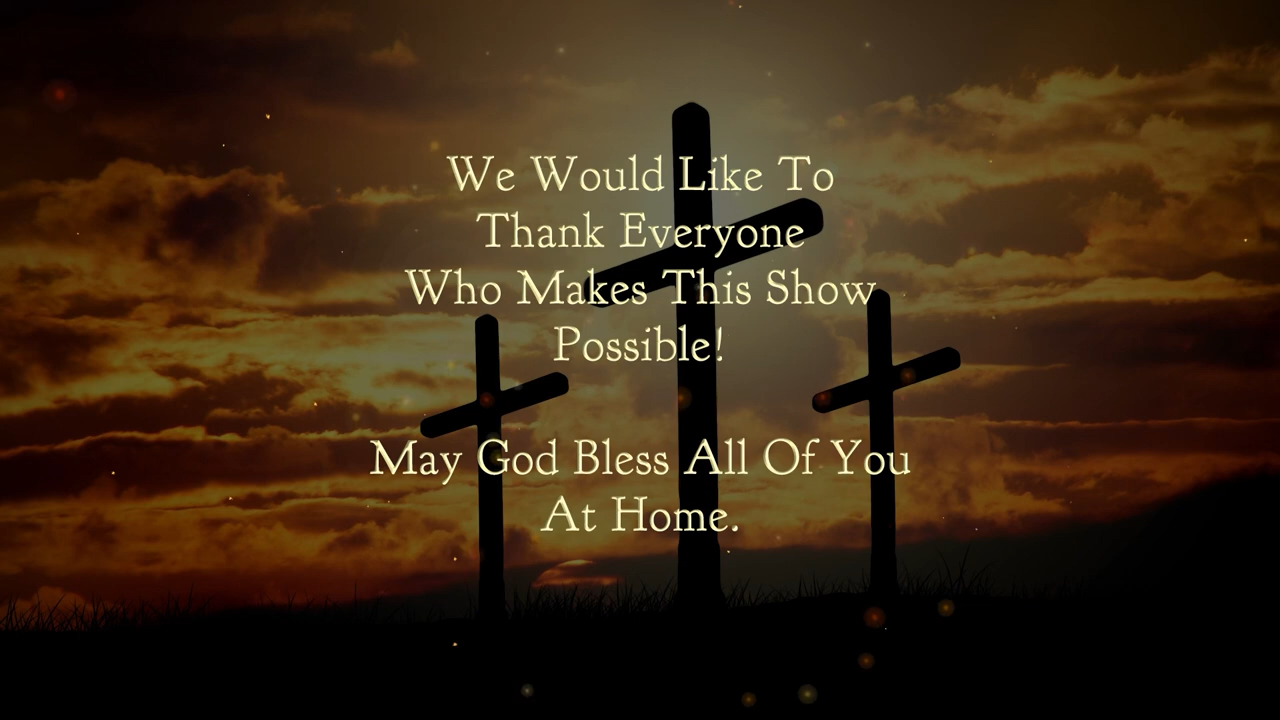 We Would Like To
Thank Everyone
Who Makes This Show
Possible!
May God Bless All Of You
At Home.